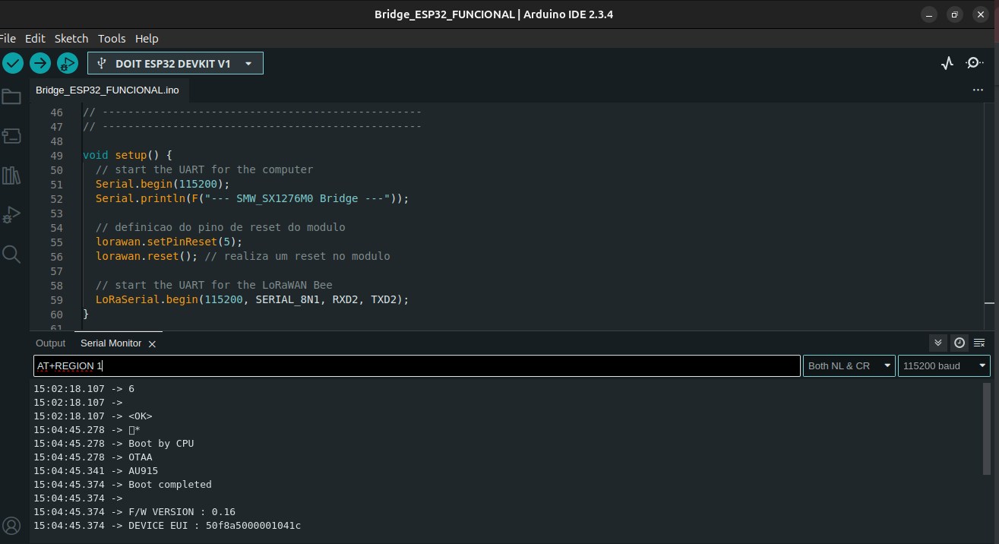 Bridge_ESP32_FUNCIONAL | Arduino IDE 2.3.4
File Edit Sketch Tools Help
DOIT ESP32 DEVKIT V1
Bridge_ESP32_FUNCIONAL.ino
46 // --------------------------------------------------
47 // --------------------------------------------------
48
49 void setup() {
50 // start the UART for the computer
51 Serial.begin(115200);
52 Serial.println(F("--- SMW_SX1276M0 Bridge ---"));
53
54 // definicao do pino de reset do modulo
55 lorawan.setPinReset(5);
56 lorawan.reset(); // realiza um reset no modulo
57
58 // start the UART for the LoRaWAN Bee
59 LoRaSerial.begin(115200, SERIAL_8N1, RXD2, TXD2);
60 }
61
Output Serial Monitor
AT+REGION 1 Both NL & CR 115200 baud
15:02:18.107 -> 6
15:02:18.107 ->
15:02:18.107 -> <OK>
15:04:45.278 -> □*
15:04:45.278 -> Boot by CPU
15:04:45.278 -> OTAA
15:04:45.341 -> AU915
15:04:45.374 -> Boot completed
15:04:45.374 ->
15:04:45.374 -> F/W VERSION : 0.16
15:04:45.374 -> DEVICE EUI : 50f8a5000001041c